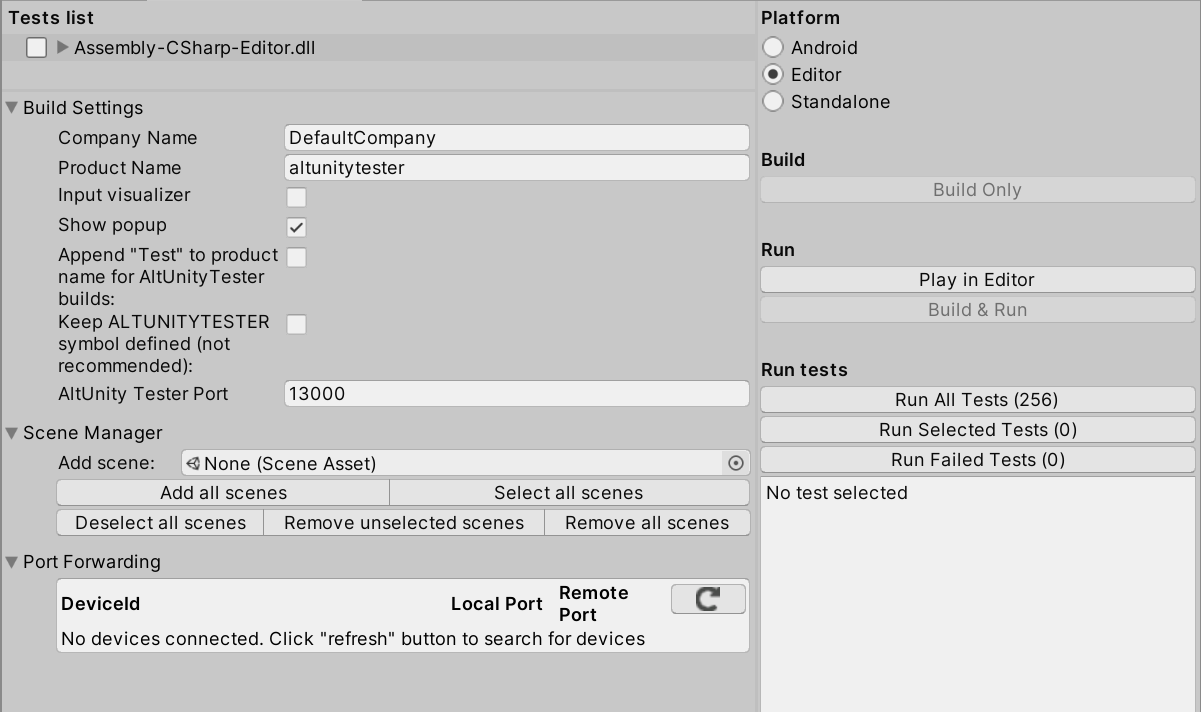 Tests list
Assembly-CSharp-Editor.dll
Build Settings
Company Name
DefaultCompany
Product Name
altunitytester
Input visualizer
Show popup
Append "Test" to product
name for AltUnityTester
builds:
Keep ALTUNITYTESTER
symbol defined (not
recommended):
AltUnity Tester Port
13000
Scene Manager
Add scene:
None (Scene Asset)
Add all scenes
Select all scenes
Deselect all scenes
Remove unselected scenes
Remove all scenes
Port Forwarding
DeviceId
Local Port
Remote
Port
No devices connected. Click "refresh" button to search for devices
Platform
Android
Editor
Standalone
Build
Build Only
Run
Play in Editor
Build & Run
Run tests
Run All Tests (256)
Run Selected Tests (0)
Run Failed Tests (0)
No test selected